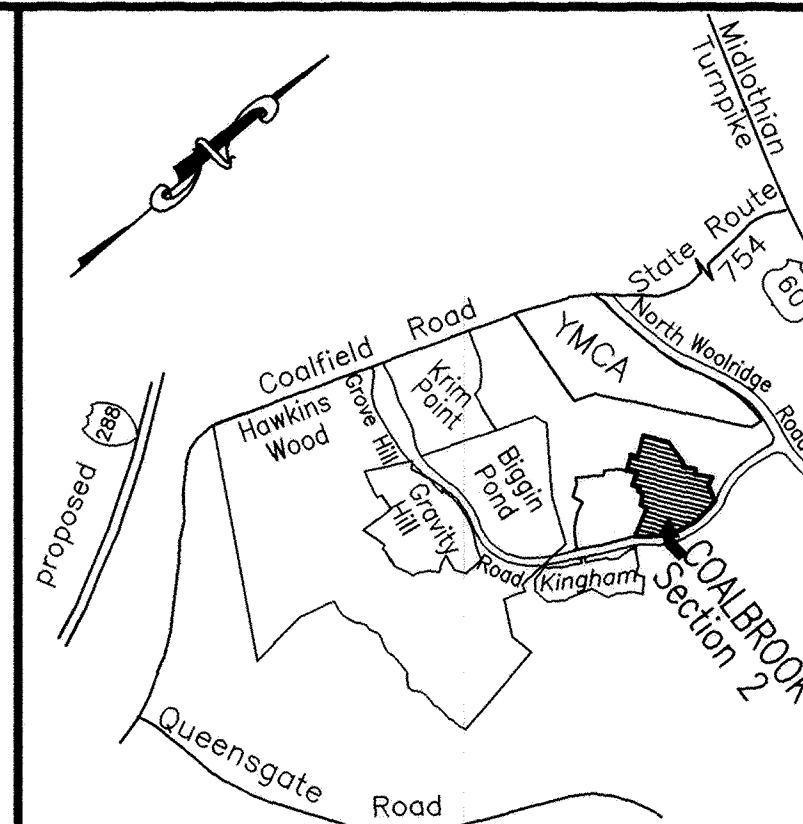 Midlothian
Turnpike
N
State Route
754
60
Coalfield Road
YMCA
North Woolridge Road
Krim
Point
Grove Hill Road
Hawkins
Wood
288
proposed
Biggin
Pond
Gravity
Hill
Kingham
COALBROOK
Section 2
Queensgate Road